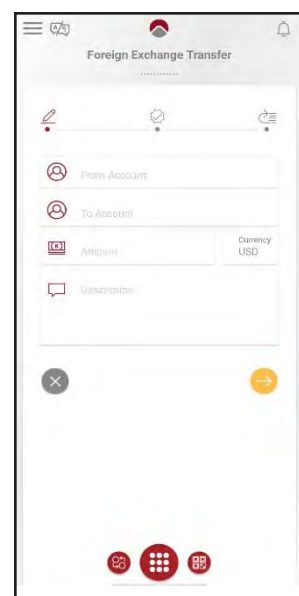 Foreign Exchange Transfer
From Account
To Account
Amount
Currency
USD
Description